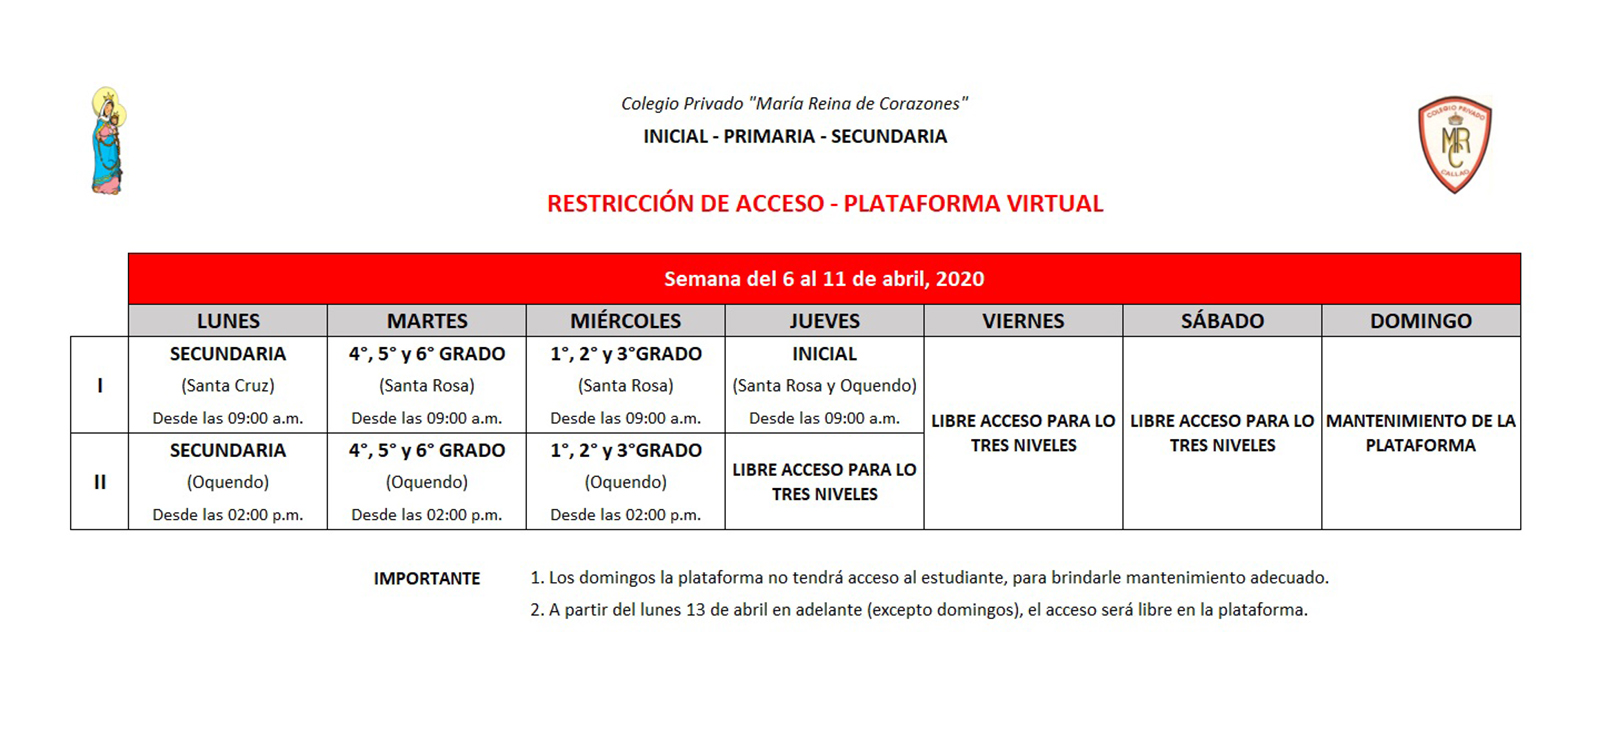 Colegio Privado "María Reina de Corazones"
INICIAL - PRIMARIA - SECUNDARIA
COLEGIO PRIVADO
MRC
CALLAO
RESTRICCIÓN DE ACCESO - PLATAFORMA VIRTUAL
Semana del 6 al 11 de abril, 2020
LUNES MARTES MIÉRCOLES JUEVES VIERNES SÁBADO DOMINGO
I
SECUNDARIA
(Santa Cruz)
Desde las 09:00 a.m.
4°, 5° y 6° GRADO
(Santa Rosa)
Desde las 09:00 a.m.
1°, 2° y 3°GRADO
(Santa Rosa)
Desde las 09:00 a.m.
INICIAL
(Santa Rosa y Oquendo)
Desde las 09:00 a.m.
LIBRE ACCESO PARA LO
TRES NIVELES
LIBRE ACCESO PARA LO
TRES NIVELES
MANTENIMIENTO DE LA
PLATAFORMA
II
SECUNDARIA
(Oquendo)
Desde las 02:00 p.m.
4°, 5° y 6° GRADO
(Oquendo)
Desde las 02:00 p.m.
1°, 2° y 3°GRADO
(Oquendo)
Desde las 02:00 p.m.
LIBRE ACCESO PARA LO
TRES NIVELES
IMPORTANTE 1. Los domingos la plataforma no tendrá acceso al estudiante, para brindarle mantenimiento adecuado.
2. A partir del lunes 13 de abril en adelante (excepto domingos), el acceso será libre en la plataforma.